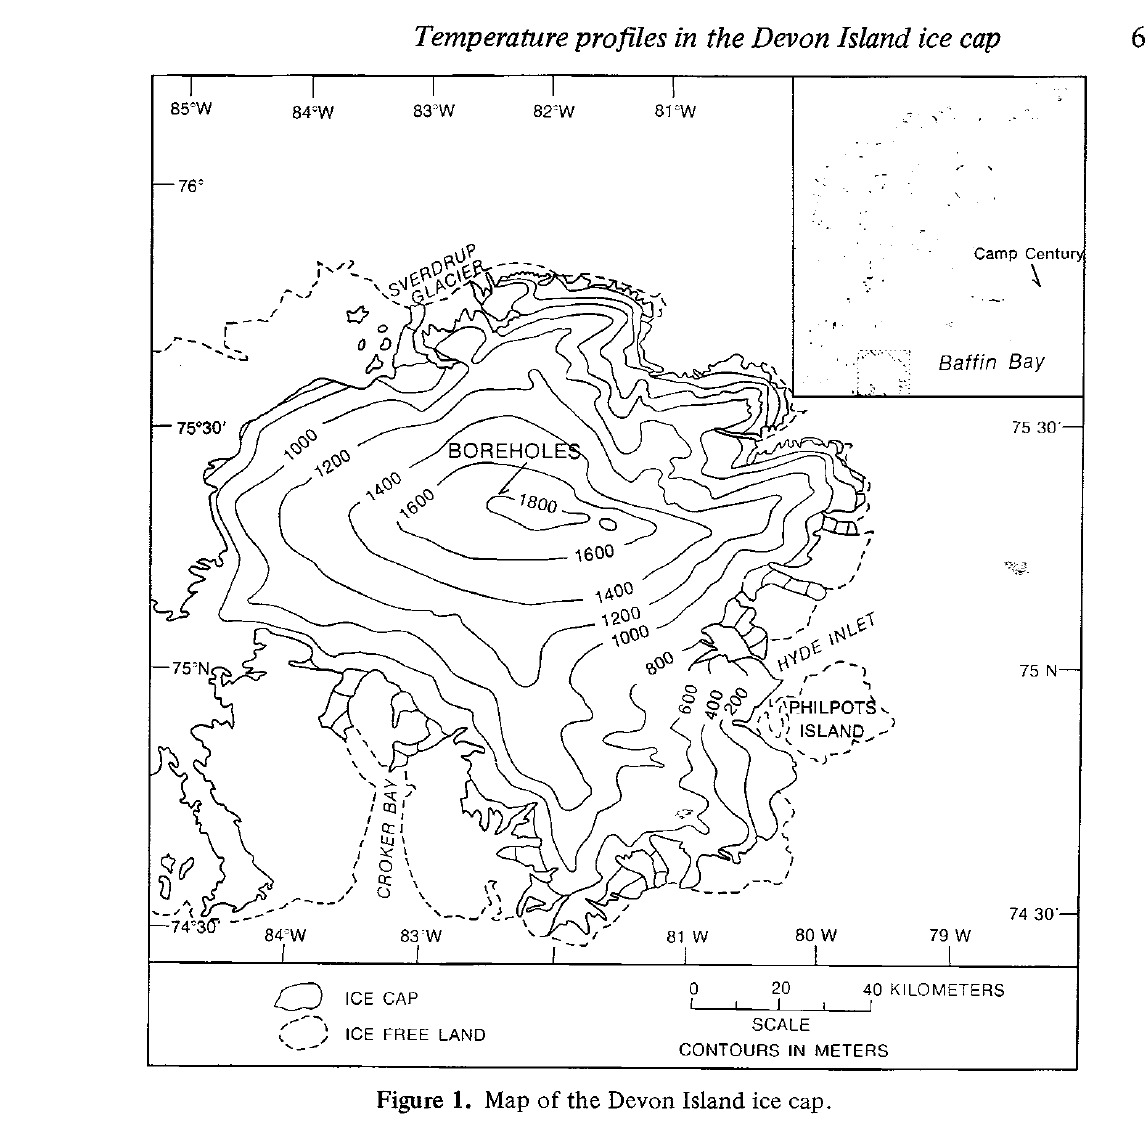 Temperature profiles in the Devon Island ice cap 6
85°W
84°W
83°W
82°W
81°W
76°
Camp Century
Baffin Bay
SVERDRUP
GLACIER
75°30'
75 30'
BOREHOLES
1000
1200
1400
1600
1800
1600
1400
1200
1000
800
600
400
200
HYDE INLET
75°N
75 N
PHILPOTS
ISLAND
CROKER BAY
74°30'
74 30'
84°W
83°W
81 W
80 W
79 W
ICE CAP
ICE FREE LAND
0 20 40 KILOMETERS
SCALE
CONTOURS IN METERS
Figure 1. Map of the Devon Island ice cap.